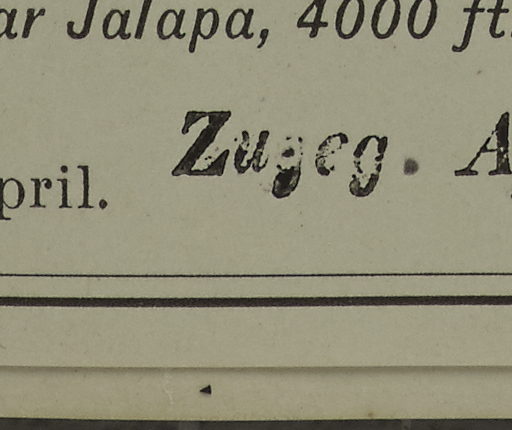 ar Jalapa, 4000 ft.
pril. Zugeg. A